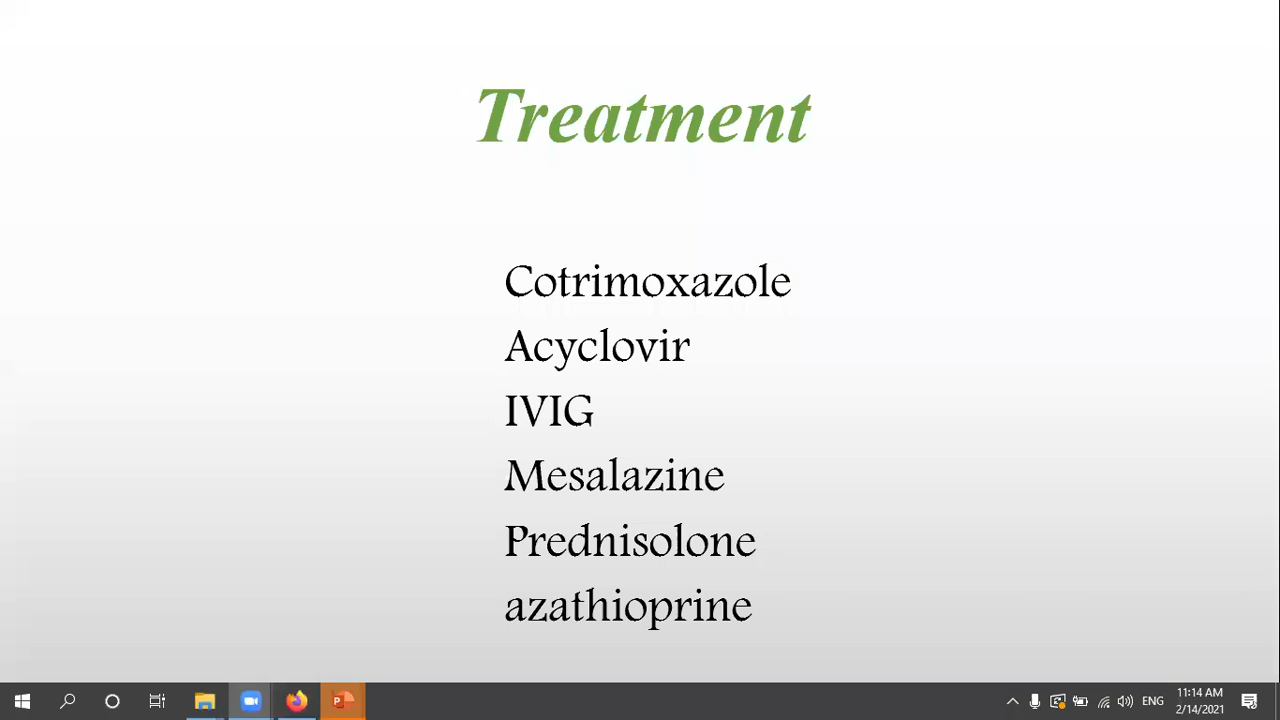 Treatment
Cotrimoxazole
Acyclovir
IVIG
Mesalazine
Prednisolone
azathioprine
ENG
11:14 AM
2/14/2021